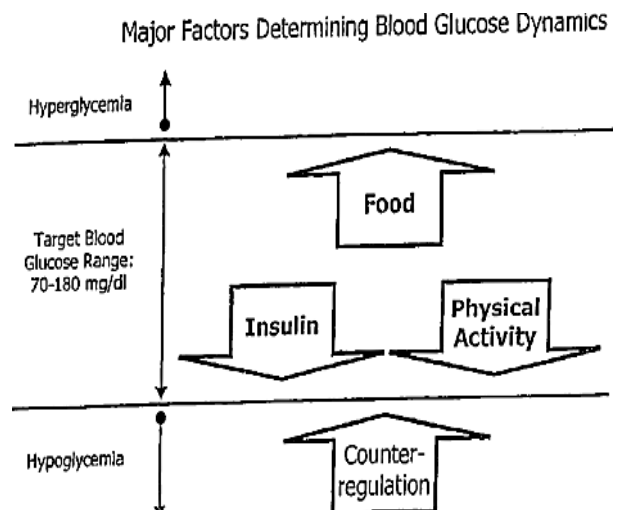 Major Factors Determining Blood Glucose Dynamics
Hyperglycemia
Food
Target Blood
Glucose Range:
70-180 mg/dl
Insulin
Physical
Activity
Hypoglycemia
Counter-
regulation